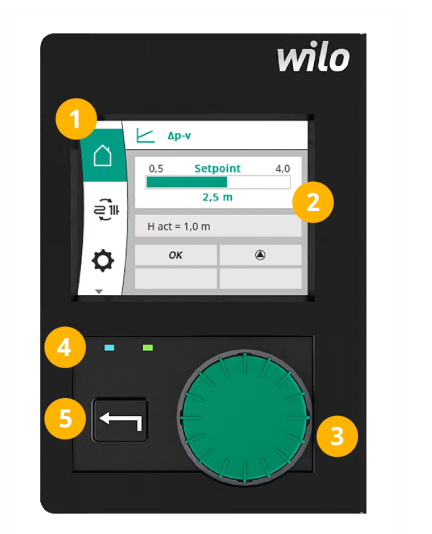 wilo
1
Δp-v
0,5 Setpoint 4.0
2,5 m
2
H act = 1,0 m
OK
4
5
3